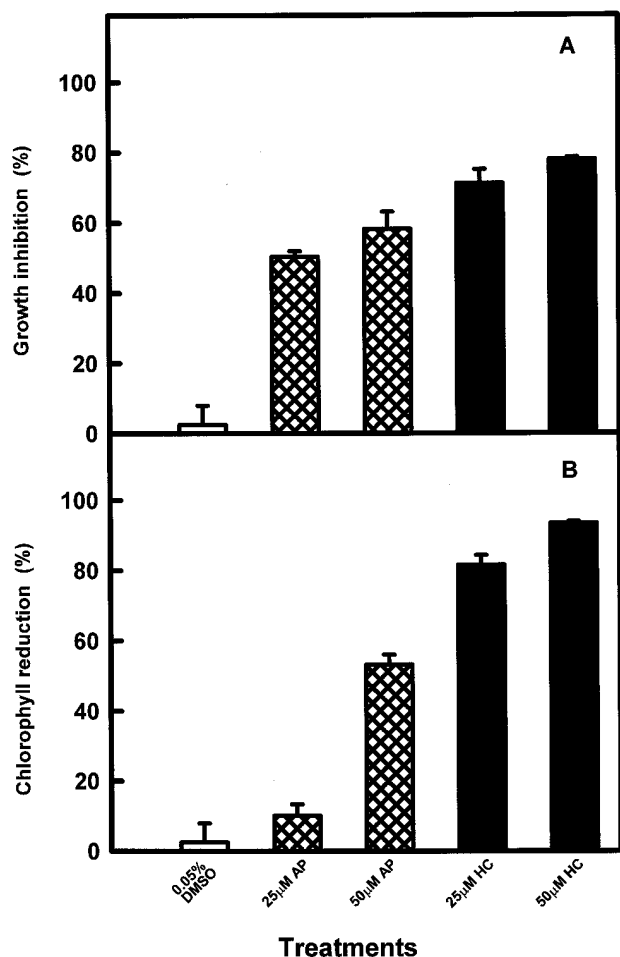 A
100
80
60
40
20
0
Growth inhibition (%)
B
100
80
60
40
20
0
Chlorophyll reduction (%)
0.05%
DMSO
25μM AP
50μM AP
25μM HC
50μM HC
Treatments